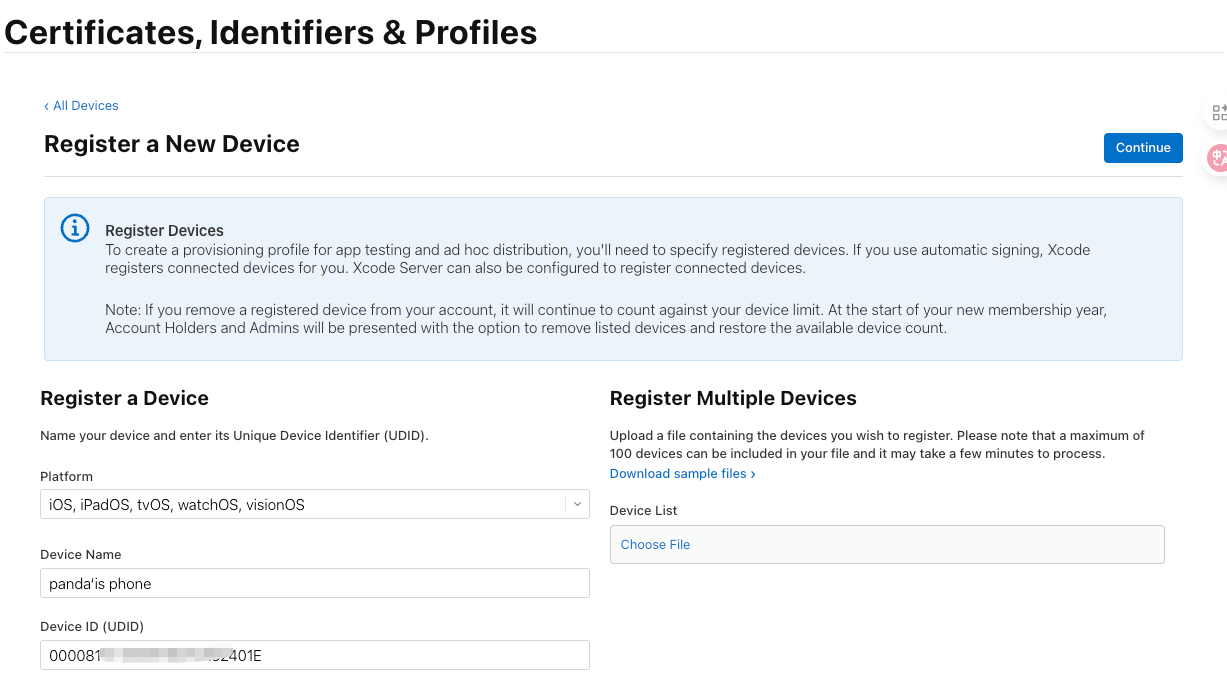 Certificates, Identifiers & Profiles
‹ All Devices
Register a New Device
Continue
Register Devices
To create a provisioning profile for app testing and ad hoc distribution, you'll need to specify registered devices. If you use automatic signing, Xcode
registers connected devices for you. Xcode Server can also be configured to register connected devices.
Note: If you remove a registered device from your account, it will continue to count against your device limit. At the start of your new membership year,
Account Holders and Admins will be presented with the option to remove listed devices and restore the available device count.
Register a Device
Name your device and enter its Unique Device Identifier (UDID).
Platform
iOS, iPadOS, tvOS, watchOS, visionOS
Device Name
panda‘is phone
Device ID (UDID)
Register Multiple Devices
Upload a file containing the devices you wish to register. Please note that a maximum of
100 devices can be included in your file and it may take a few minutes to process.
Download sample files ›
Device List
Choose File